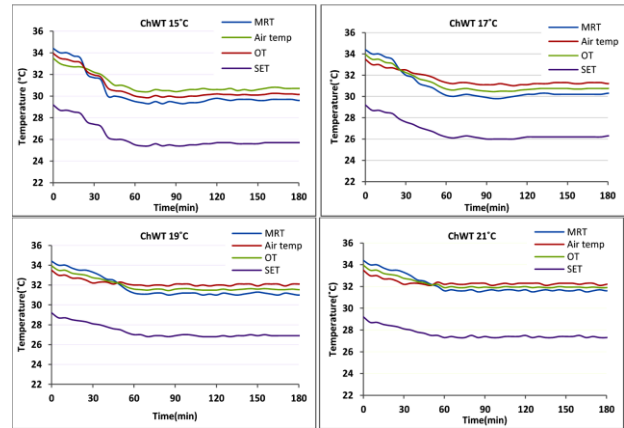 ChWT 15˚C
MRT
Air temp
OT
SET
Temperature (˚C)
36
34
32
30
28
26
24
22
0 30 60 90 120 150 180
Time(min)
ChWT 17˚C
MRT
Air temp
OT
SET
Temperature (˚C)
36
34
32
30
28
26
24
22
0 30 60 90 120 150 180
Time(min)
ChWT 19˚C
MRT
Air temp
OT
SET
Temperature(˚C)
36
34
32
30
28
26
24
22
0 30 60 90 120 150 180
Time(min)
ChWT 21˚C
MRT
Air temp
OT
SET
Temperature(˚C)
36
34
32
30
28
26
24
22
0 30 60 90 120 150 180
Time(min)